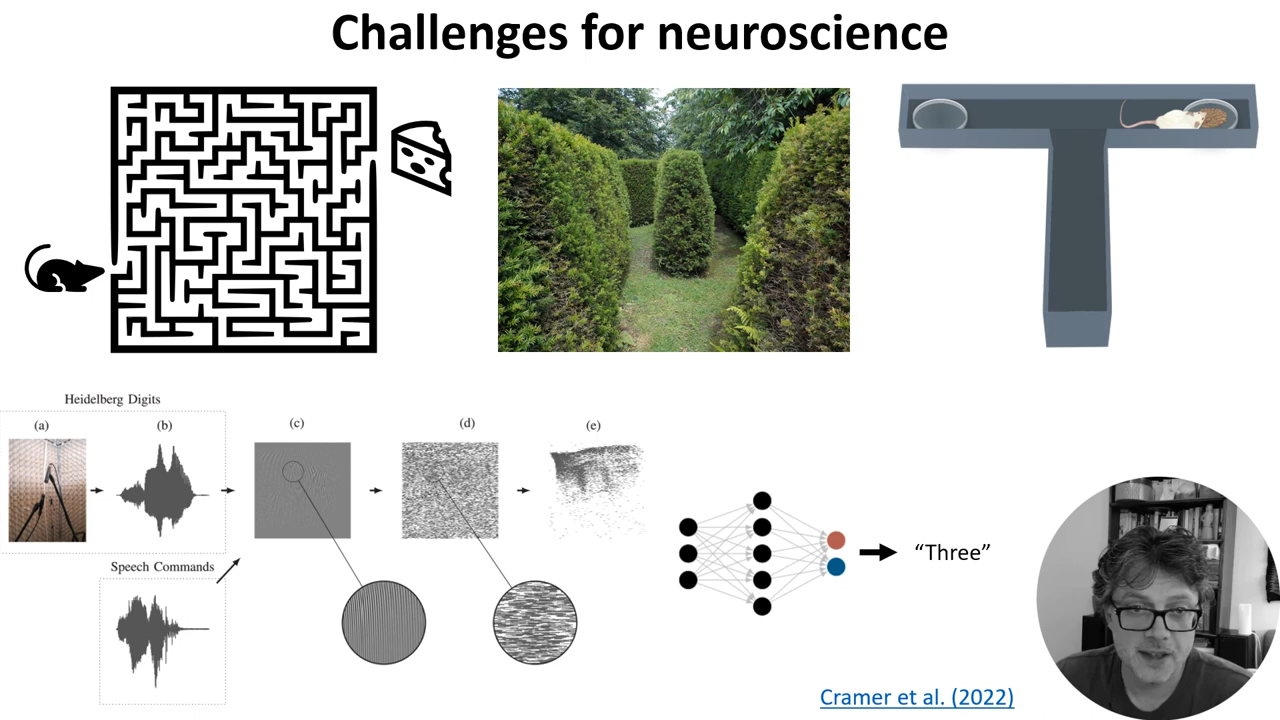 Challenges for neuroscience
Heidelberg Digits
(a)
(b)
(c)
(d)
(e)
Speech Commands
“Three”
Cramer et al. (2022)